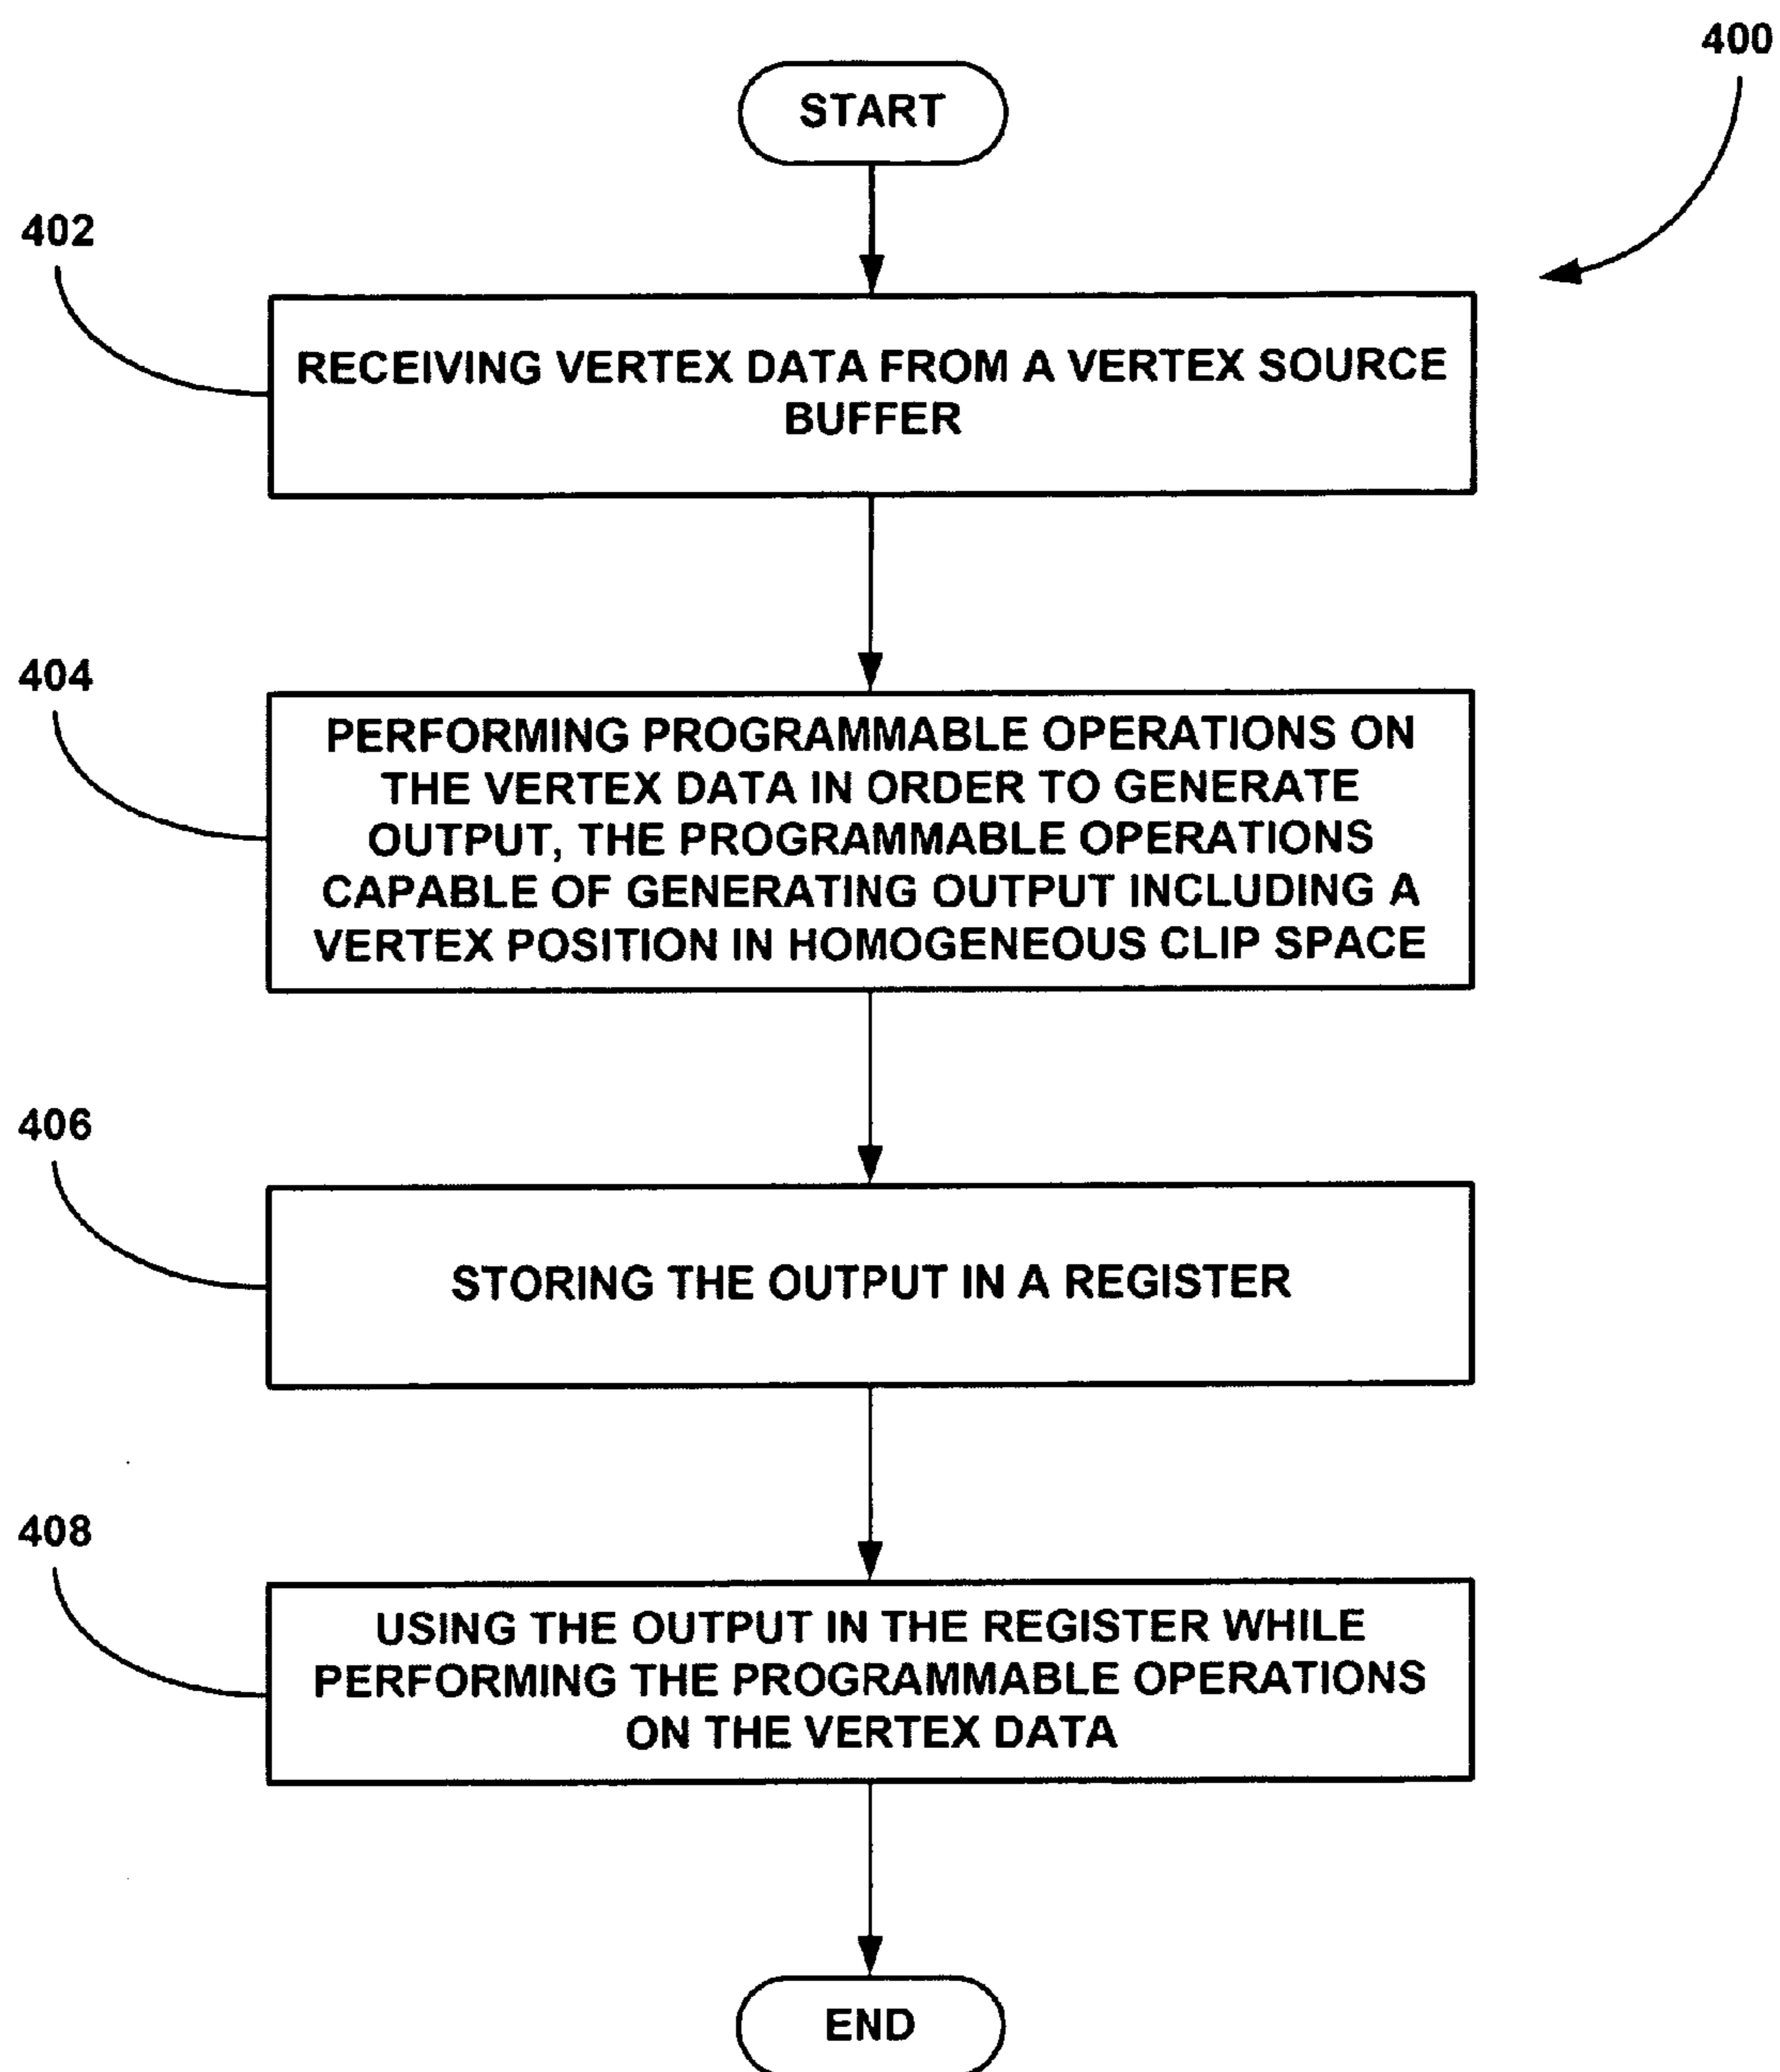 400
START
402
RECEIVING VERTEX DATA FROM A VERTEX SOURCE
BUFFER
404
PERFORMING PROGRAMMABLE OPERATIONS ON
THE VERTEX DATA IN ORDER TO GENERATE
OUTPUT, THE PROGRAMMABLE OPERATIONS
CAPABLE OF GENERATING OUTPUT INCLUDING A
VERTEX POSITION IN HOMOGENEOUS CLIP SPACE
406
STORING THE OUTPUT IN A REGISTER
408
USING THE OUTPUT IN THE REGISTER WHILE
PERFORMING THE PROGRAMMABLE OPERATIONS
ON THE VERTEX DATA
END